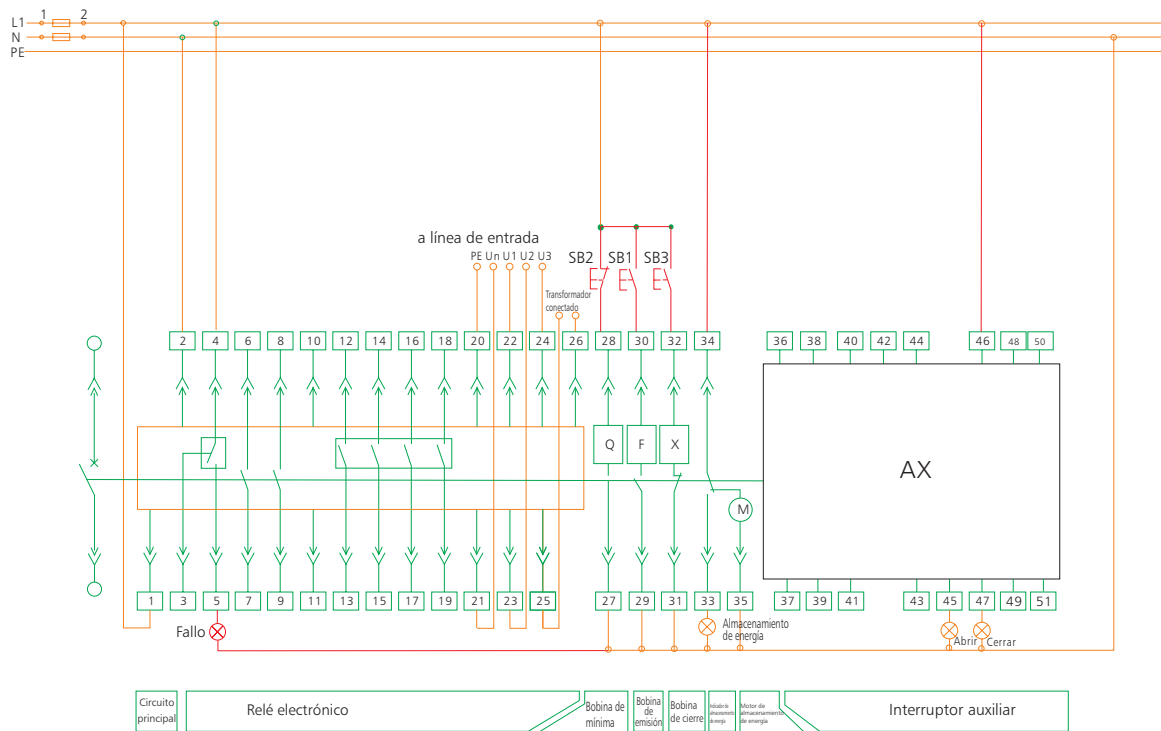 1 2
L1
N
PE
a línea de entrada
PE Un U1 U2 U3
SB2 SB1 SB3
Transformador
conectado
2 4 6 8 10 12 14 16 18 20 22 24 26 28 30 32 34 36 38 40 42 44 46 48 50
Q F X
AX
M
1 3 5 7 9 11 13 15 17 19 21 23 25 27 29 31 33 35 37 39 41 43 45 47 49 51
Fallo
Almacenamiento
de energía
Abrir Cerrar
Circuito
principal
Relé electrónico
Bobina de
mínima
Bobina
de
emisión
Bobina
de cierre
Indicador de
almacenamiento
de energía
Motor de
almacenamiento
de energía
Interruptor auxiliar